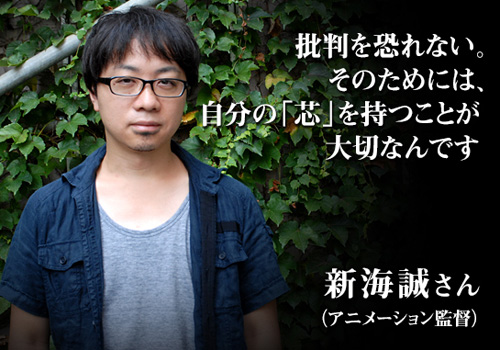 批判を恐れない。
そのためには、
自分の「芯」を持つことが
大切なんです
新海誠さん
(アニメーション監督)